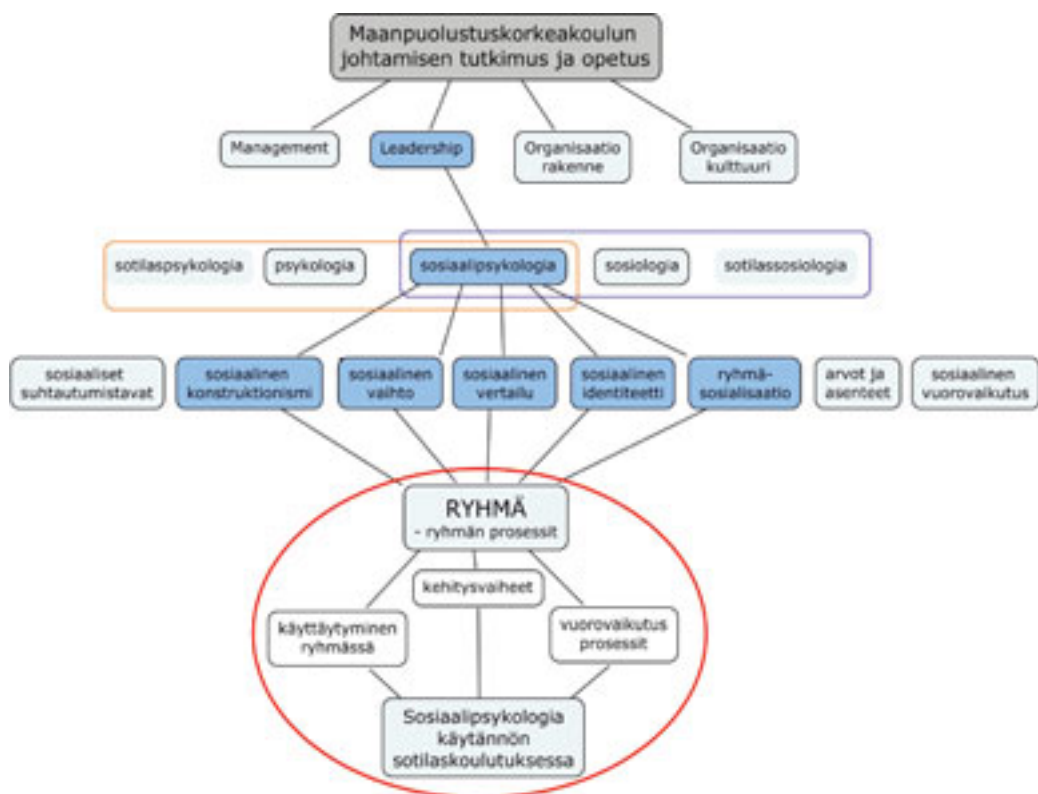 Maanpuolustuskorkeakoulun
johtamisen tutkimus ja opetus
Management
Leadership
Organisaatio
rakenne
Organisaatio
kulttuuri
sotilaspsykologia
psykologia
sosiaalipsykologia
sosiologia
sotilassosiologia
sosiaaliset
suhtautumistavat
sosiaalinen
konstruktionismi
sosiaalinen
vaihto
sosiaalinen
vertailu
sosiaalinen
identiteetti
ryhmä-
sosialisaatio
arvot ja
asenteet
sosiaalinen
vuorovaikutus
RYHMÄ
- ryhmän prosessit
kehitysvaiheet
käyttäytyminen
ryhmässä
vuorovaikutus
prosessit
Sosiaalipsykologia
käytännön
sotilaskoulutuksessa